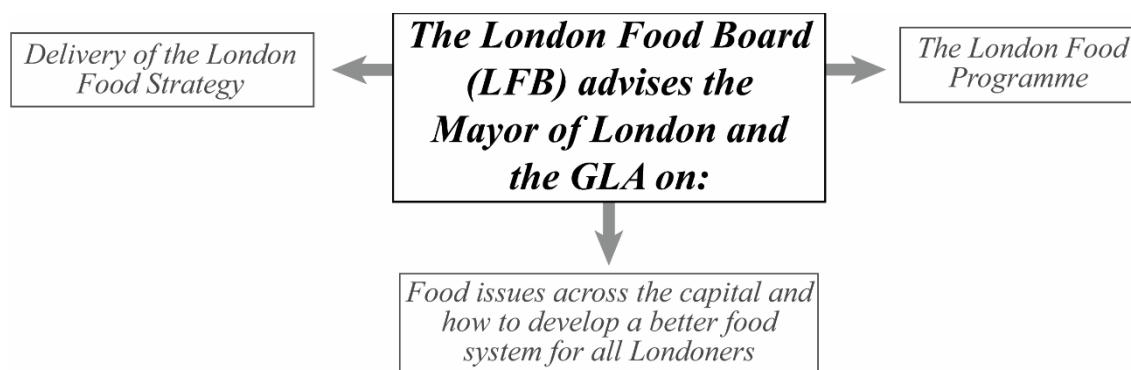 The London Food Board
(LFB) advises the
Mayor of London and
the GLA on:
Delivery of the London
Food Strategy
The London Food
Programme
Food issues across the capital and
how to develop a better food
system for all Londoners